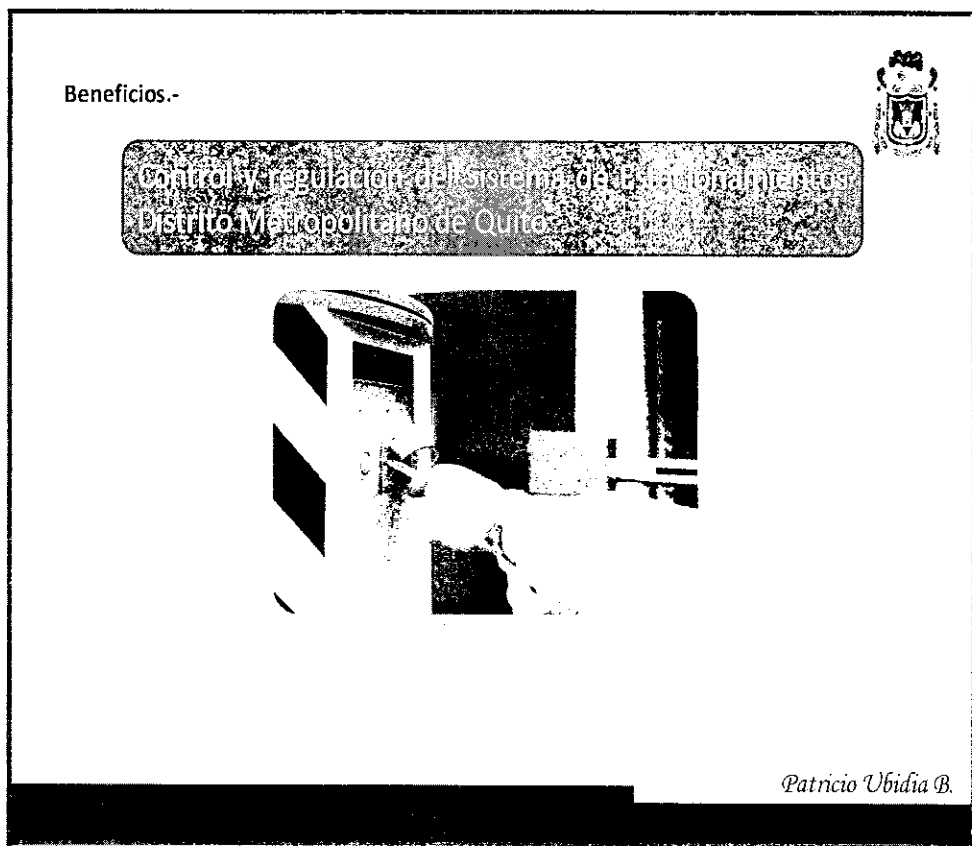 Beneficios.-
Control y regulación del sistema de Estacionamientos
Distrito Metropolitano de Quito
Patricio Ubidia B.